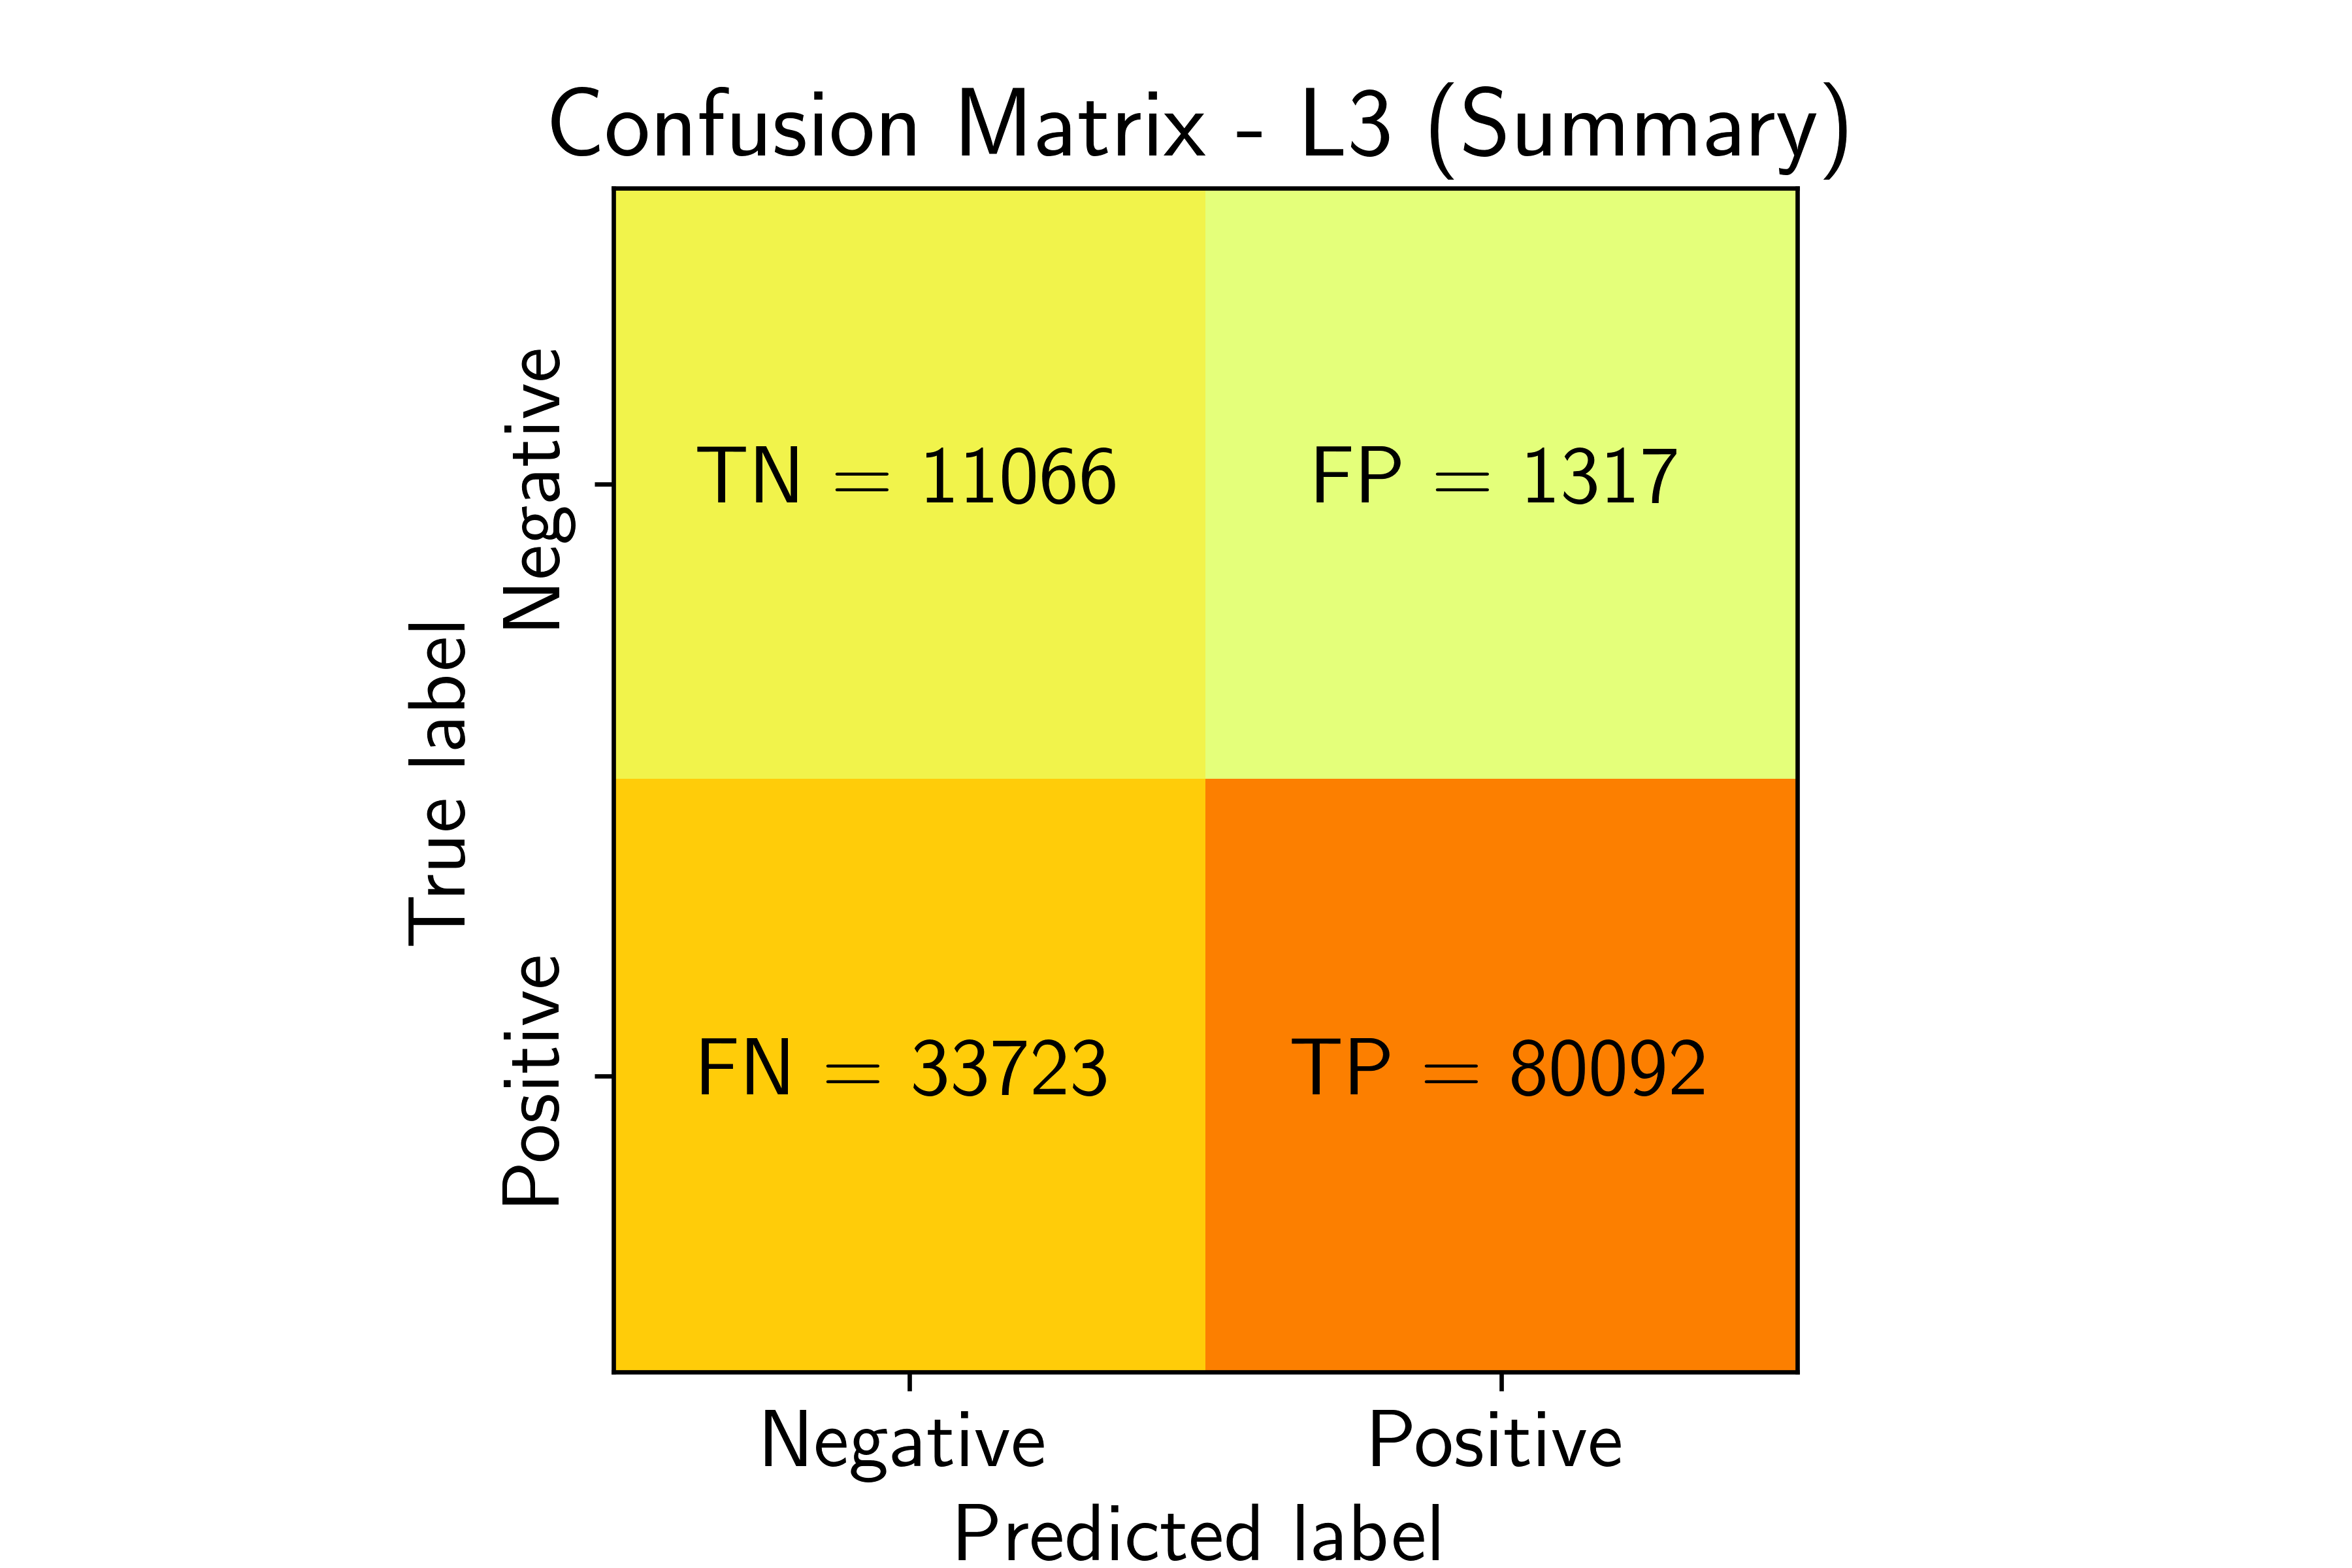 Confusion Matrix - L3 (Summary)
True label
Negative
TN = 11066
FP = 1317
Positive
FN = 33723
TP = 80092
Negative
Positive
Predicted label